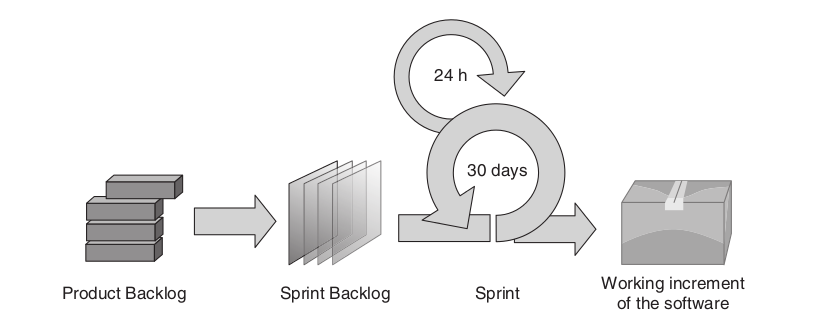 24 h
30 days
Product Backlog
Sprint Backlog
Sprint
Working increment
of the software